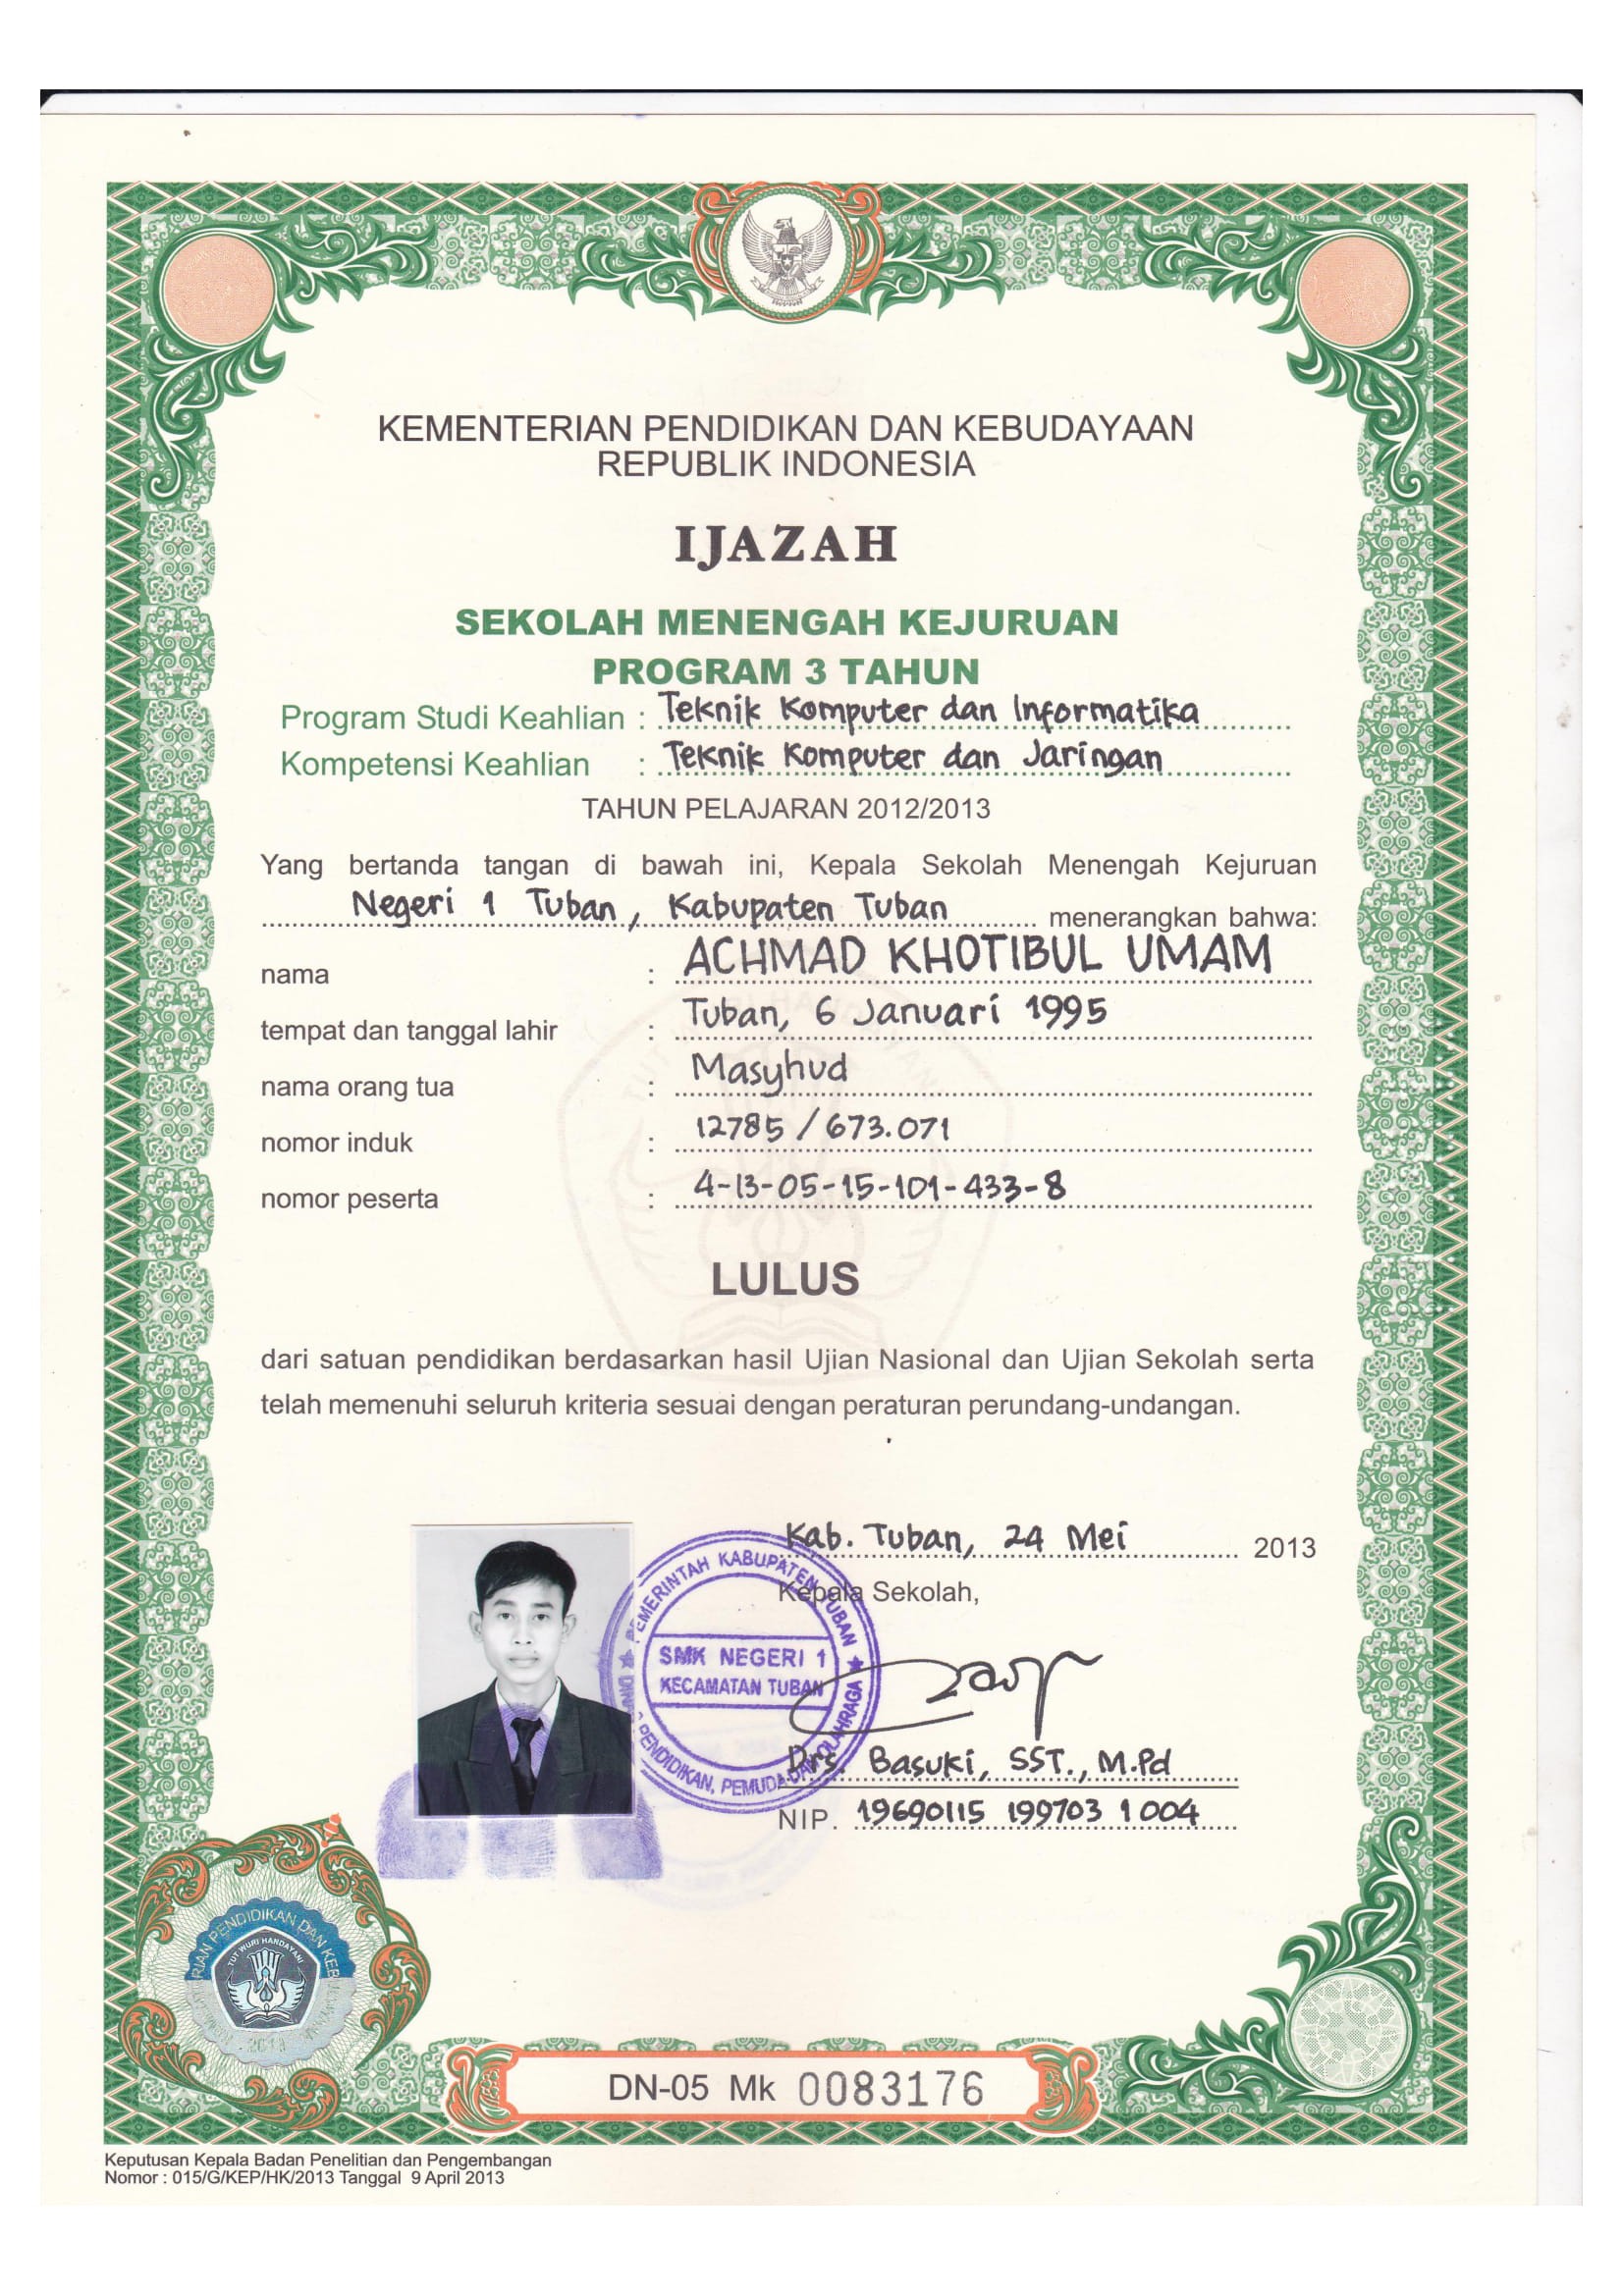 KEMENTERIAN PENDIDIKAN DAN KEBUDAYAAN
REPUBLIK INDONESIA
IJAZAH
SEKOLAH MENENGAH KEJURUAN
PROGRAM 3 TAHUN
Program Studi Keahlian : Teknik Komputer dan Informatika
Kompetensi Keahlian : Teknik Komputer dan Jaringan
TAHUN PELAJARAN 2012/2013
Yang bertanda tangan di bawah ini, Kepala Sekolah Menengah Kejuruan
Negeri 1 Tuban, Kabupaten Tuban menerangkan bahwa:
nama : ACHMAD KHOTIBUL UMAM
tempat dan tanggal lahir : Tuban, 6 Januari 1995
nama orang tua : Masyhud
nomor induk : 12785 / 673.071
nomor peserta : 4-13-05-15-101-433-8
LULUS
dari satuan pendidikan berdasarkan hasil Ujian Nasional dan Ujian Sekolah serta
telah memenuhi seluruh kriteria sesuai dengan peraturan perundang-undangan.
Kab. Tuban, 24 Mei 2013
Kepala Sekolah,
PEMERINTAH KABUPATEN TUBAN
SMK NEGERI 1
KECAMATAN TUBAN
PENDIDIKAN, PEMUDA DAN OLAHRAGA
Drs. Basuki, SST., M.Pd
NIP. 19690115 199703 1 004
PENDIDIKAN DAN
TUT WURI HANDAYANI
2013
DN-05 Mk 0083176
Keputusan Kepala Badan Penelitian dan Pengembangan
Nomor : 015/G/KEP/HK/2013 Tanggal 9 April 2013